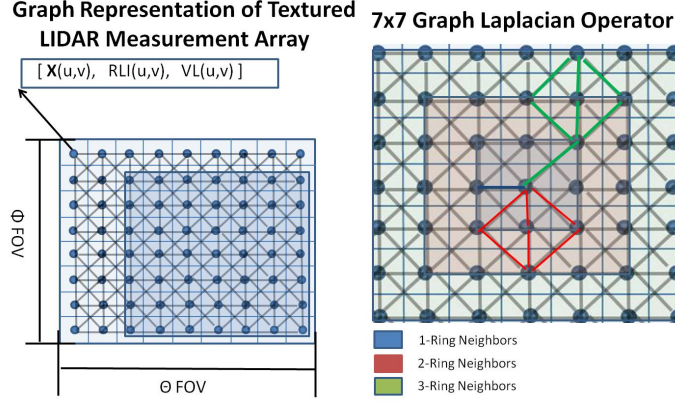 Graph Representation of Textured
LIDAR Measurement Array
[ X(u,v), RLI(u,v), VL(u,v) ]
Φ FOV
Θ FOV
7x7 Graph Laplacian Operator
1-Ring Neighbors
2-Ring Neighbors
3-Ring Neighbors